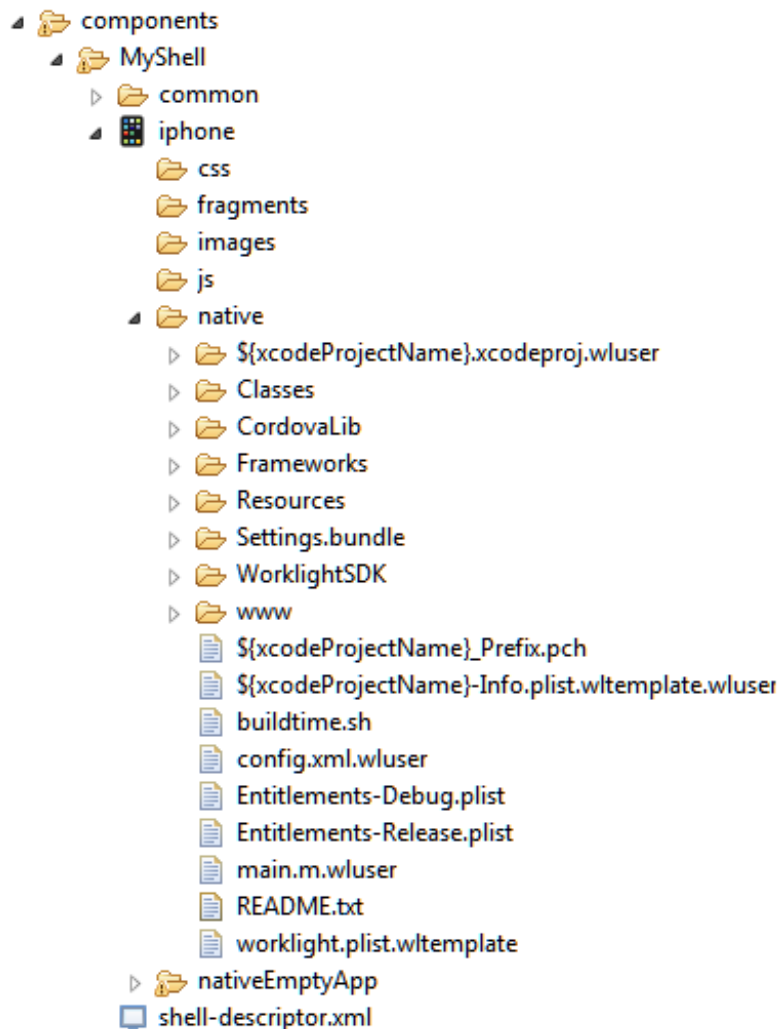 components
MyShell
common
iphone
css
fragments
images
js
native
${xcodeProjectName}.xcodeproj.wluser
Classes
CordovaLib
Frameworks
Resources
Settings.bundle
WorklightSDK
www
${xcodeProjectName}_Prefix.pch
${xcodeProjectName}-Info.plist.wltemplate.wluser
buildtime.sh
config.xml.wluser
Entitlements-Debug.plist
Entitlements-Release.plist
main.m.wluser
README.txt
worklight.plist.wltemplate
nativeEmptyApp
shell-descriptor.xml